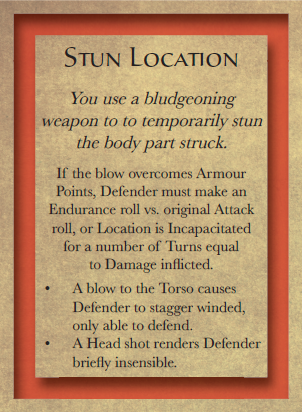 STUN LOCATION
You use a bludgeoning
weapon to to temporarily stun
the body part struck.
If the blow overcomes Armour
Points, Defender must make an
Endurance roll vs. original Attack
roll, or Location is Incapacitated
for a number of Turns equal
to Damage inflicted.
• A blow to the Torso causes
Defender to stagger winded,
only able to defend.
• A Head shot renders Defender
briefly insensible.